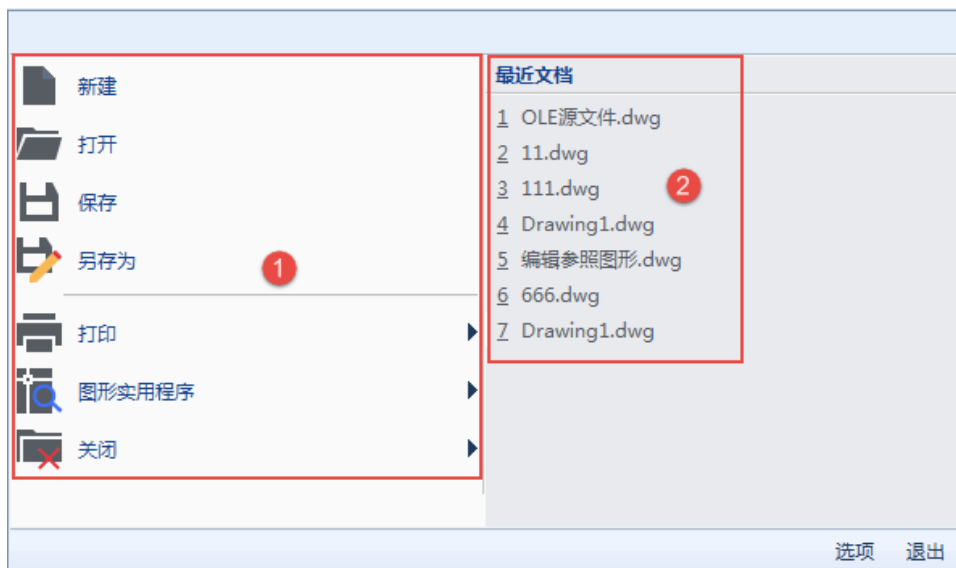 新建
打开
保存
另存为
1
打印
图形实用程序
关闭
最近文档
1 OLE源文件.dwg
2 11.dwg
3 111.dwg
2
4 Drawing1.dwg
5 编辑参照图形.dwg
6 666.dwg
7 Drawing1.dwg
选项 退出